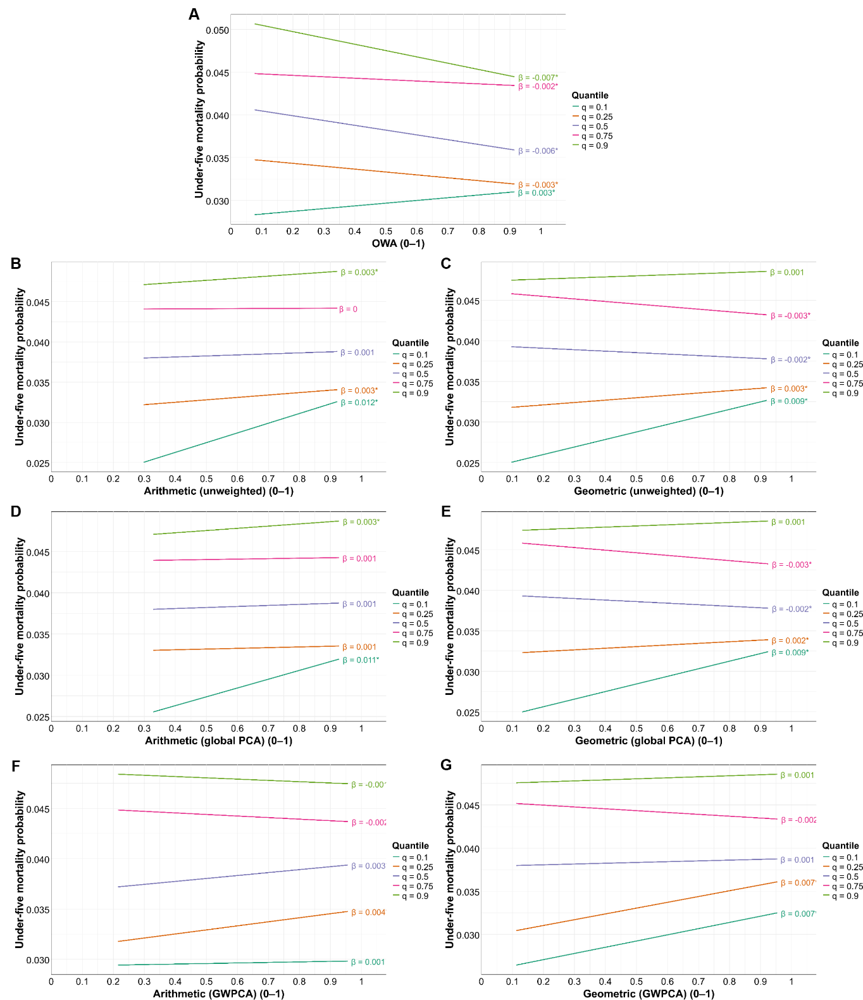 A
Under-five mortality probability
0.050
0.045
0.040
0.035
0.030
β = -0.007*
β = -0.002*
β = -0.006*
β = -0.003*
β = 0.003*
0 0.1 0.2 0.3 0.4 0.5 0.6 0.7 0.8 0.9 1
OWA (0–1)
Quantile
q = 0.1
q = 0.25
q = 0.5
q = 0.75
q = 0.9
B
Under-five mortality probability
0.045
0.040
0.035
0.030
0.025
β = 0.003*
β = 0
β = 0.001
β = 0.003*
β = 0.012*
0 0.1 0.2 0.3 0.4 0.5 0.6 0.7 0.8 0.9 1
Arithmetic (unweighted) (0–1)
Quantile
q = 0.1
q = 0.25
q = 0.5
q = 0.75
q = 0.9
C
Under-five mortality probability
0.045
0.040
0.035
0.030
0.025
β = 0.001
β = -0.003*
β = -0.002*
β = 0.003*
β = 0.009*
0 0.1 0.2 0.3 0.4 0.5 0.6 0.7 0.8 0.9 1
Geometric (unweighted) (0–1)
Quantile
q = 0.1
q = 0.25
q = 0.5
q = 0.75
q = 0.9
D
Under-five mortality probability
0.045
0.040
0.035
0.030
0.025
β = 0.003*
β = 0.001
β = 0.001
β = 0.001
β = 0.011*
0 0.1 0.2 0.3 0.4 0.5 0.6 0.7 0.8 0.9 1
Arithmetic (global PCA) (0–1)
Quantile
q = 0.1
q = 0.25
q = 0.5
q = 0.75
q = 0.9
E
Under-five mortality probability
0.045
0.040
0.035
0.030
0.025
β = 0.001
β = -0.003*
β = -0.002*
β = 0.002*
β = 0.009*
0 0.1 0.2 0.3 0.4 0.5 0.6 0.7 0.8 0.9 1
Geometric (global PCA) (0–1)
Quantile
q = 0.1
q = 0.25
q = 0.5
q = 0.75
q = 0.9
F
Under-five mortality probability
0.045
0.040
0.035
0.030
β = -0.001
β = -0.002
β = 0.003
β = 0.004
β = 0.001
0 0.1 0.2 0.3 0.4 0.5 0.6 0.7 0.8 0.9 1
Arithmetic (GWPCA) (0–1)
Quantile
q = 0.1
q = 0.25
q = 0.5
q = 0.75
q = 0.9
G
Under-five mortality probability
0.045
0.040
0.035
0.030
β = 0.001
β = -0.002
β = 0.001
β = 0.007*
β = 0.007*
0 0.1 0.2 0.3 0.4 0.5 0.6 0.7 0.8 0.9 1
Geometric (GWPCA) (0–1)
Quantile
q = 0.1
q = 0.25
q = 0.5
q = 0.75
q = 0.9